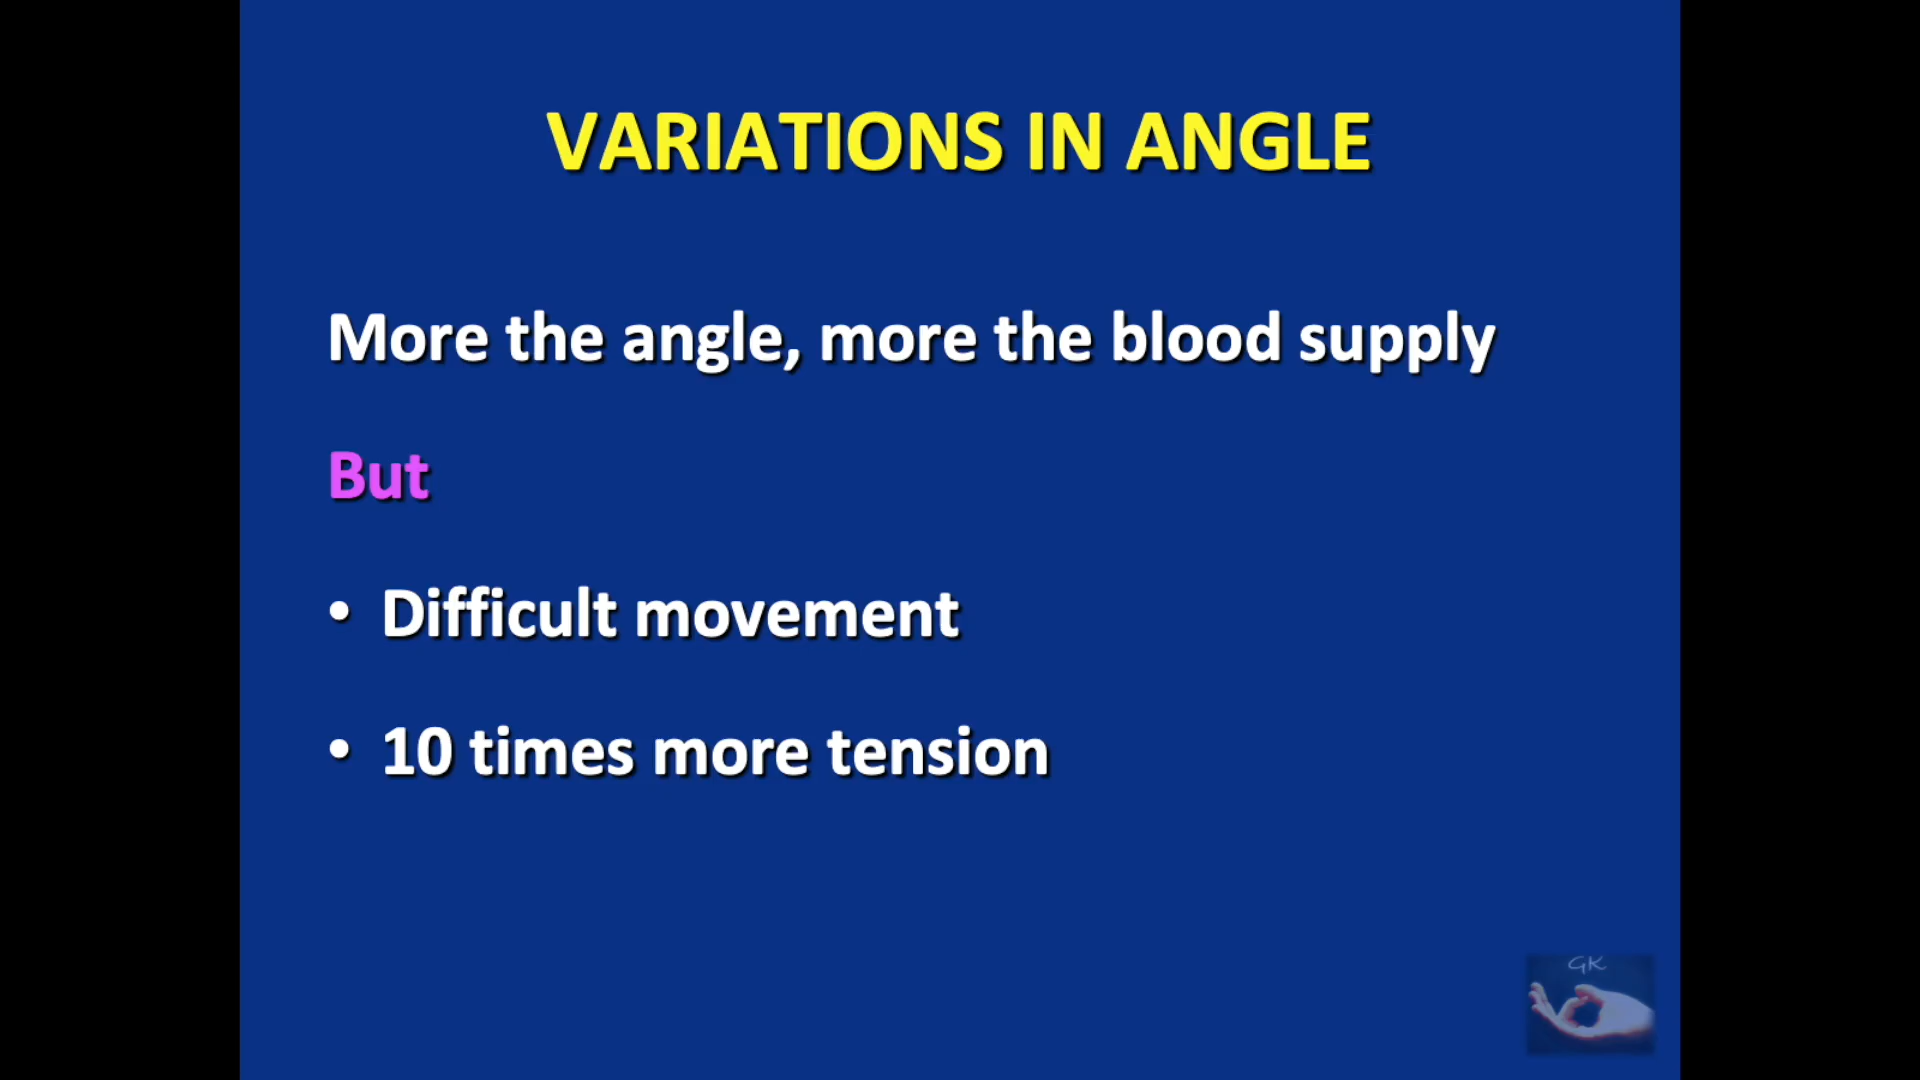 VARIATIONS IN ANGLE
More the angle, more the blood supply
But
• Difficult movement
• 10 times more tension
GK